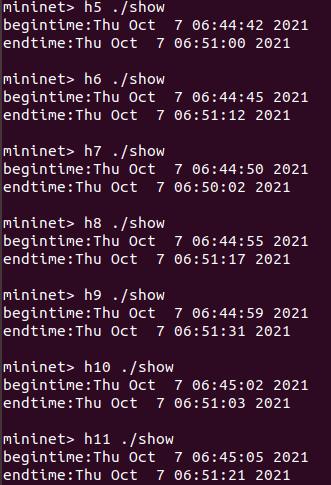 mininet> h5 ./show
begintime:Thu Oct  7 06:44:42 2021
endtime:Thu Oct  7 06:51:00 2021
mininet> h6 ./show
begintime:Thu Oct  7 06:44:45 2021
endtime:Thu Oct  7 06:51:12 2021
mininet> h7 ./show
begintime:Thu Oct  7 06:44:50 2021
endtime:Thu Oct  7 06:50:02 2021
mininet> h8 ./show
begintime:Thu Oct  7 06:44:55 2021
endtime:Thu Oct  7 06:51:17 2021
mininet> h9 ./show
begintime:Thu Oct  7 06:44:59 2021
endtime:Thu Oct  7 06:51:31 2021
mininet> h10 ./show
begintime:Thu Oct  7 06:45:02 2021
endtime:Thu Oct  7 06:51:03 2021
mininet> h11 ./show
begintime:Thu Oct  7 06:45:05 2021
endtime:Thu Oct  7 06:51:21 2021